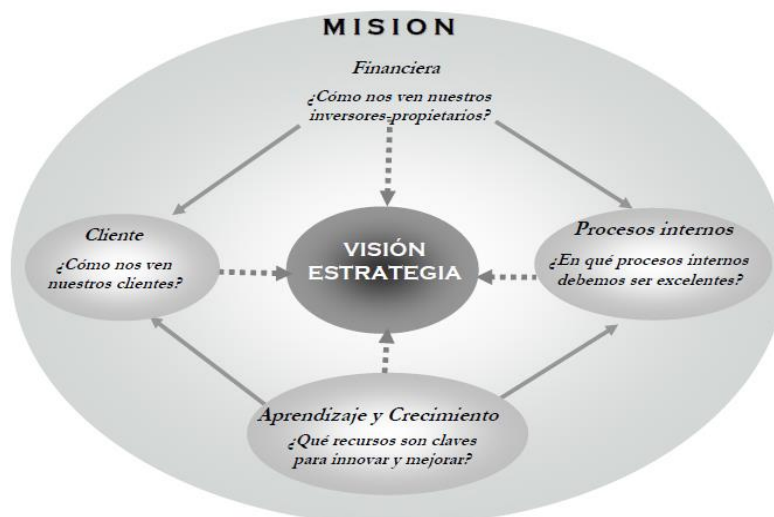 MISION
Financiera
¿Cómo nos ven nuestros
inversores-propietarios?
Cliente
¿Cómo nos ven
nuestros clientes?
VISIÓN
ESTRATEGIA
Procesos internos
¿En qué procesos internos
debemos ser excelentes?
Aprendizaje y Crecimiento
¿Qué recursos son claves
para innovar y mejorar?